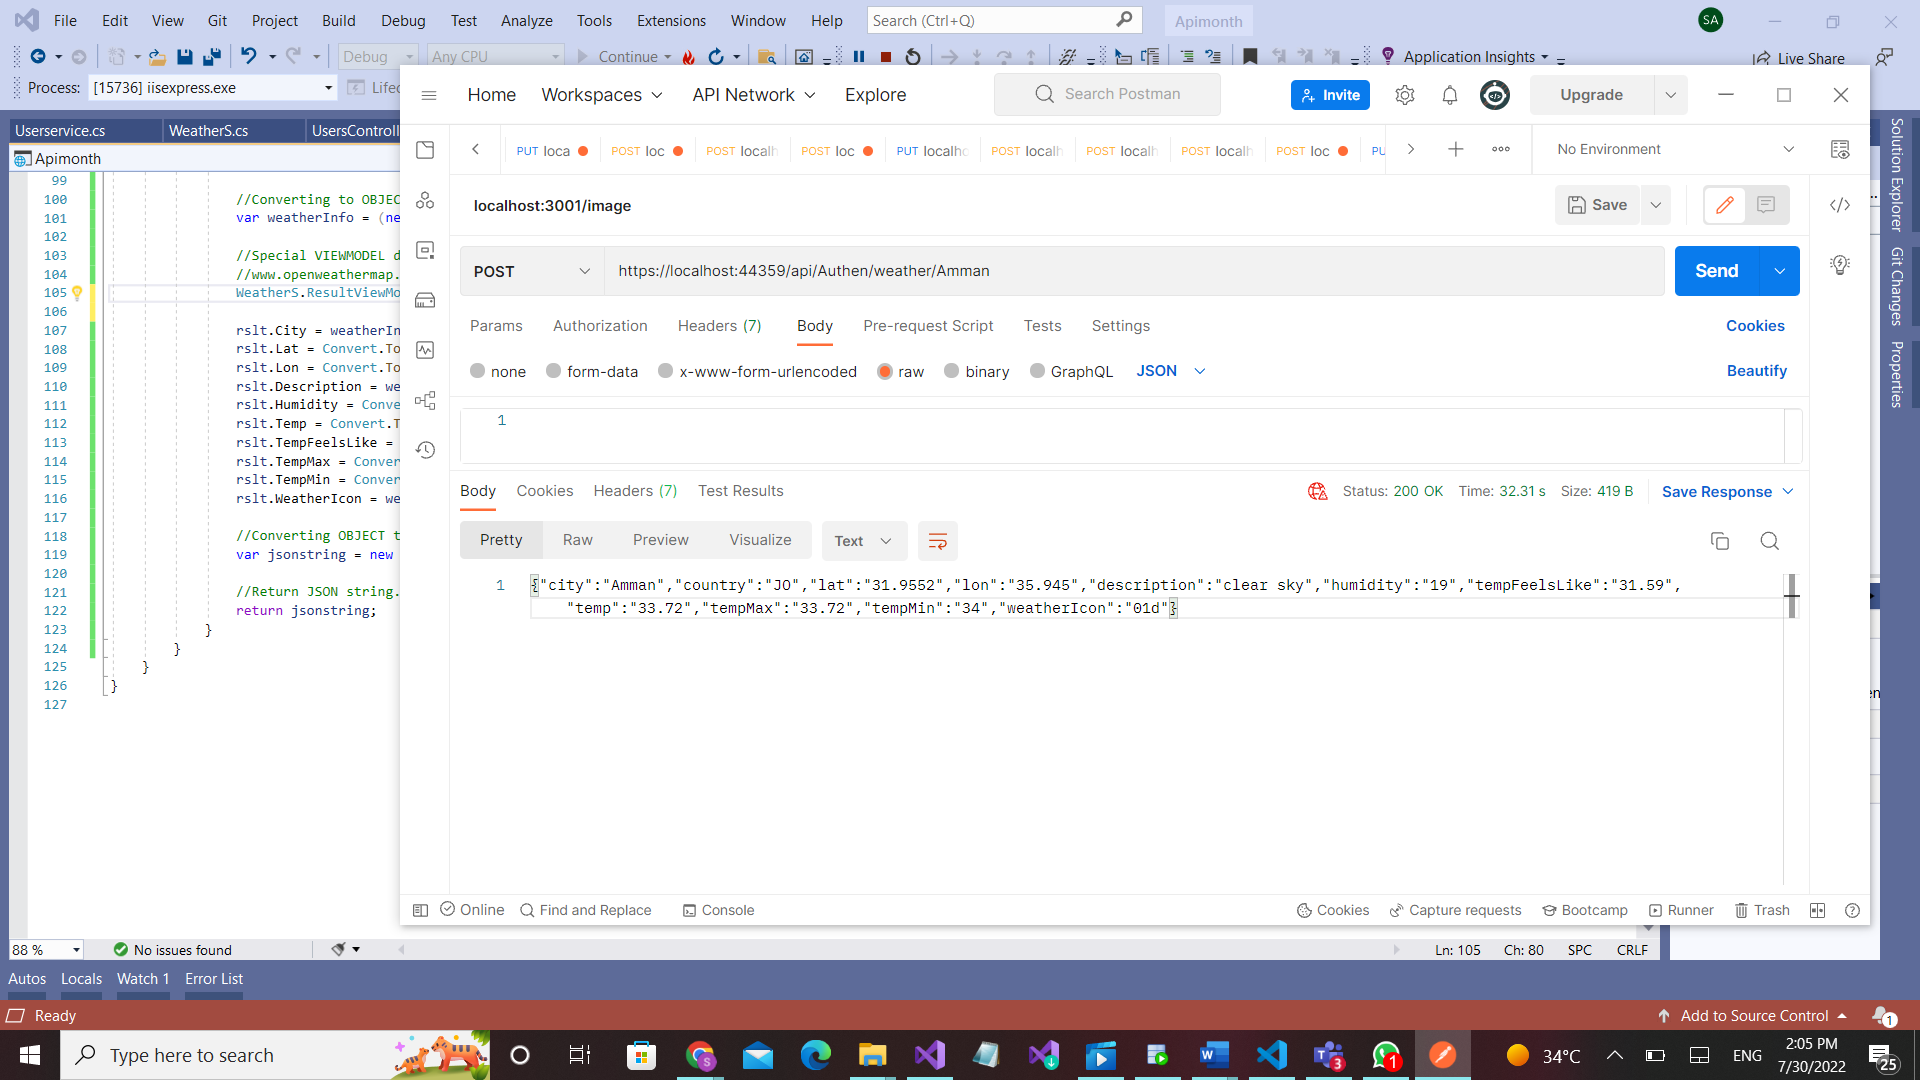 File Edit View Git Project Build Debug Test Analyze Tools Extensions Window Help Search (Ctrl+Q) Apimonth SA
Debug Any CPU Continue Application Insights Live Share
Process: [15736] iisexpress.exe
Userservice.cs WeatherS.cs
Apimonth
99
100 //Converting to OBJEC
101 var weatherInfo = (ne
102
103 //Special VIEWMODEL d
104 //www.openweathermap.
105 WeatherS.ResultViewMo
106
107 rslt.City = weatherIn
108 rslt.Lat = Convert.To
109 rslt.Lon = Convert.To
110 rslt.Description = we
111 rslt.Humidity = Conve
112 rslt.Temp = Convert.T
113 rslt.TempFeelsLike =
114 rslt.TempMax = Conver
115 rslt.TempMin = Conver
116 rslt.WeatherIcon = we
117
118 //Converting OBJECT t
119 var jsonstring = new
120
121 //Return JSON string.
122 return jsonstring;
123 }
124 }
125 }
126 }
127
Home Workspaces API Network Explore Search Postman Invite Upgrade
PUT loca POST loc POST localh POST loc PUT localho POST localh POST localh POST localh POST loc PU No Environment
localhost:3001/image Save
POST https://localhost:44359/api/Authen/weather/Amman Send
Params Authorization Headers (7) Body Pre-request Script Tests Settings Cookies
none form-data x-www-form-urlencoded raw binary GraphQL JSON Beautify
1
Body Cookies Headers (7) Test Results Status: 200 OK Time: 32.31 s Size: 419 B Save Response
Pretty Raw Preview Visualize Text
1 {"city":"Amman","country":"JO","lat":"31.9552","lon":"35.945","description":"clear sky","humidity":"19","tempFeelsLike":"31.59",
"temp":"33.72","tempMax":"33.72","tempMin":"34","weatherIcon":"01d"}
Online Find and Replace Console Cookies Capture requests Bootcamp Runner Trash
Solution Explorer
Git Changes
Properties
88 % No issues found Ln: 105 Ch: 80 SPC CRLF
Autos Locals Watch 1 Error List
Ready Add to Source Control 1
Type here to search 3 1 34°C ENG 2:05 PM
7/30/2022 25